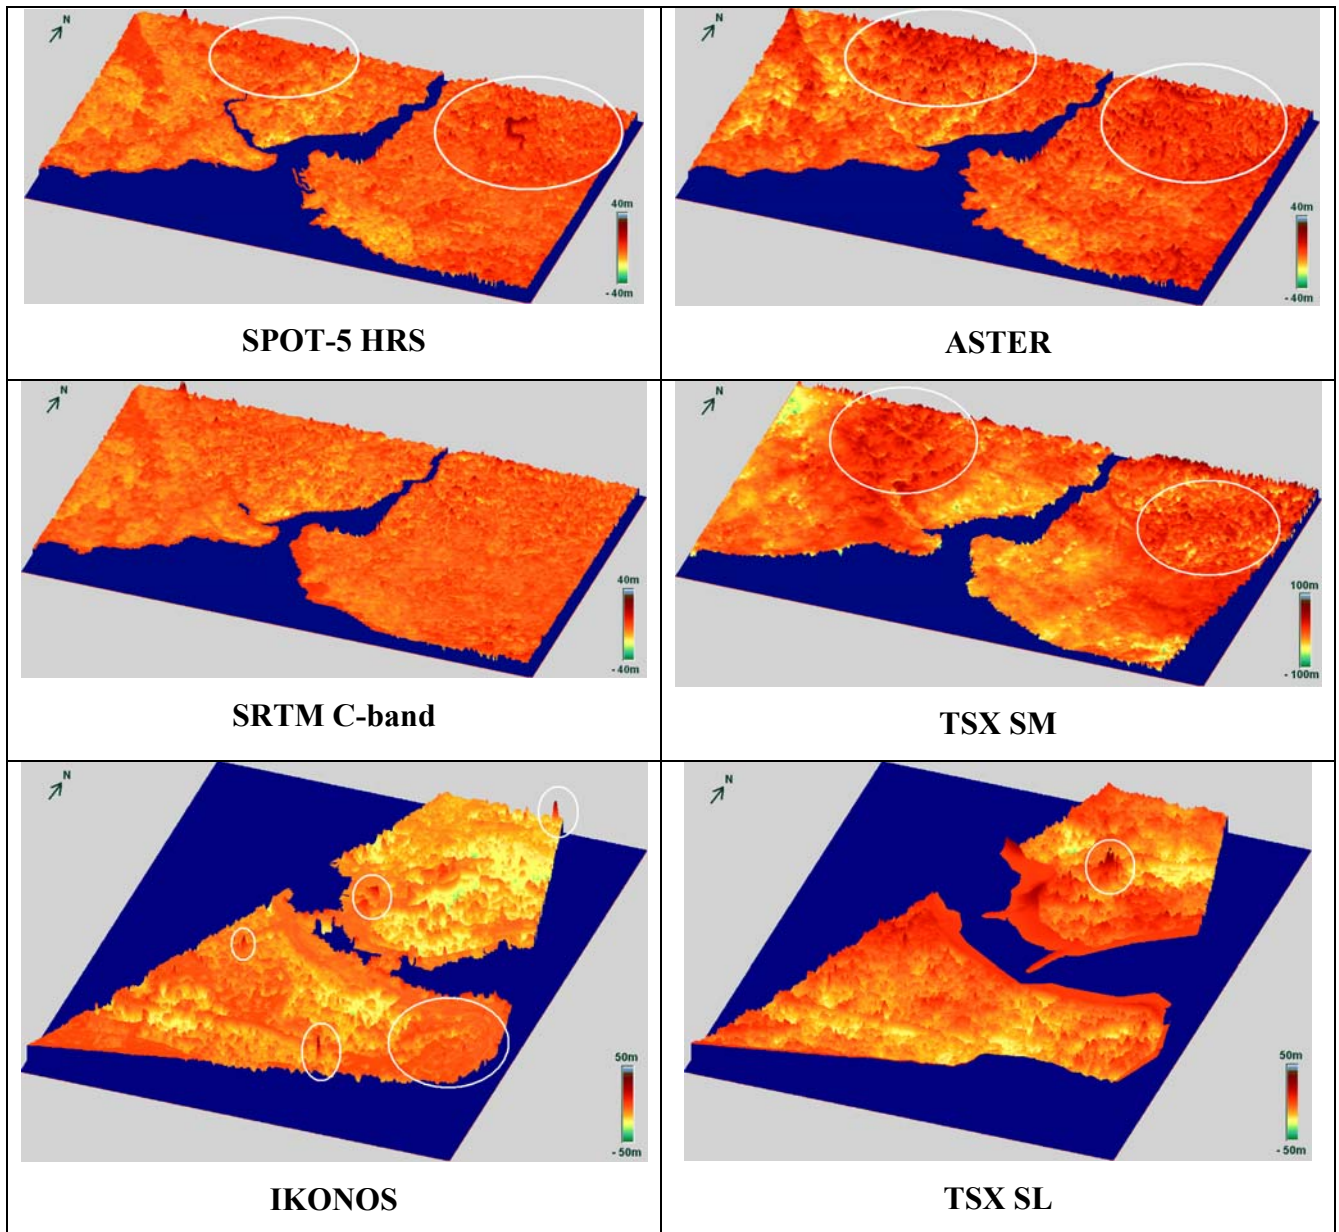 N
40m
- 40m
SPOT-5 HRS
N
40m
- 40m
ASTER
N
40m
- 40m
SRTM C-band
N
100m
- 100m
TSX SM
N
50m
- 50m
IKONOS
N
50m
- 50m
TSX SL